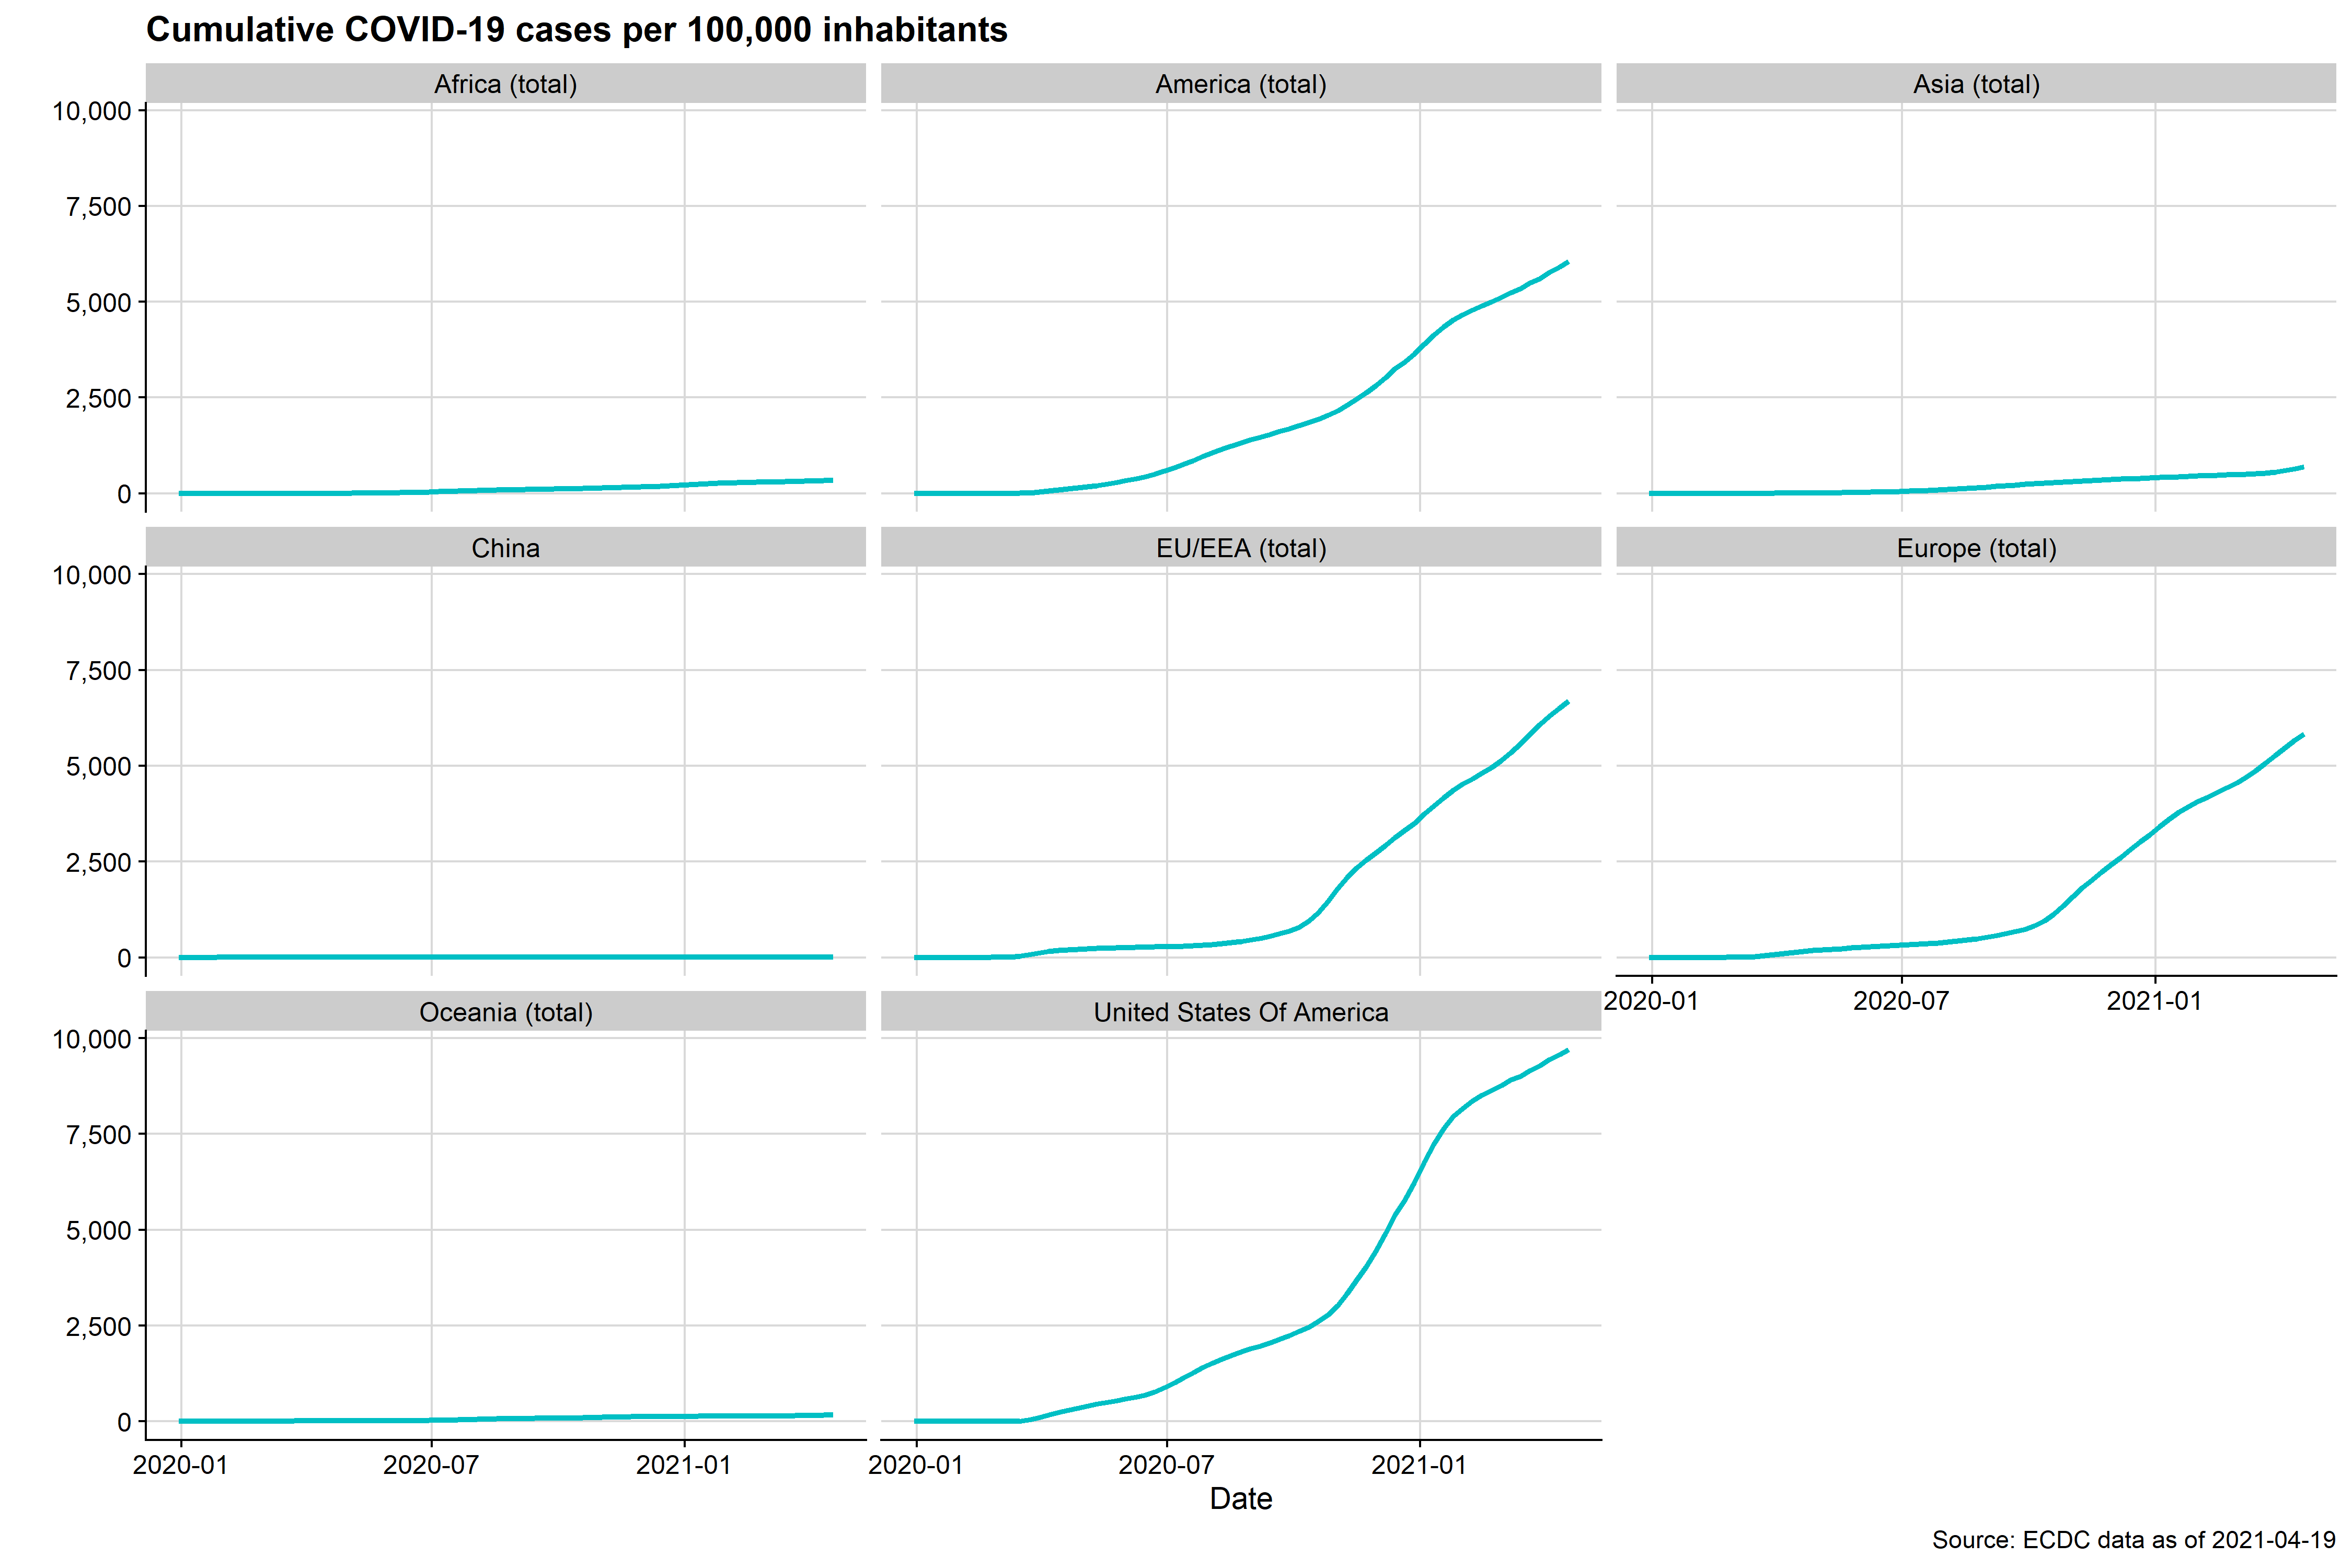 Cumulative COVID-19 cases per 100,000 inhabitants
Africa (total)
America (total)
Asia (total)
10,000
7,500
5,000
2,500
0
China
EU/EEA (total)
Europe (total)
10,000
7,500
5,000
2,500
0
2020-01
2020-07
2021-01
Oceania (total)
United States Of America
10,000
7,500
5,000
2,500
0
2020-01
2020-07
2021-01
2020-01
2020-07
2021-01
Date
Source: ECDC data as of 2021-04-19